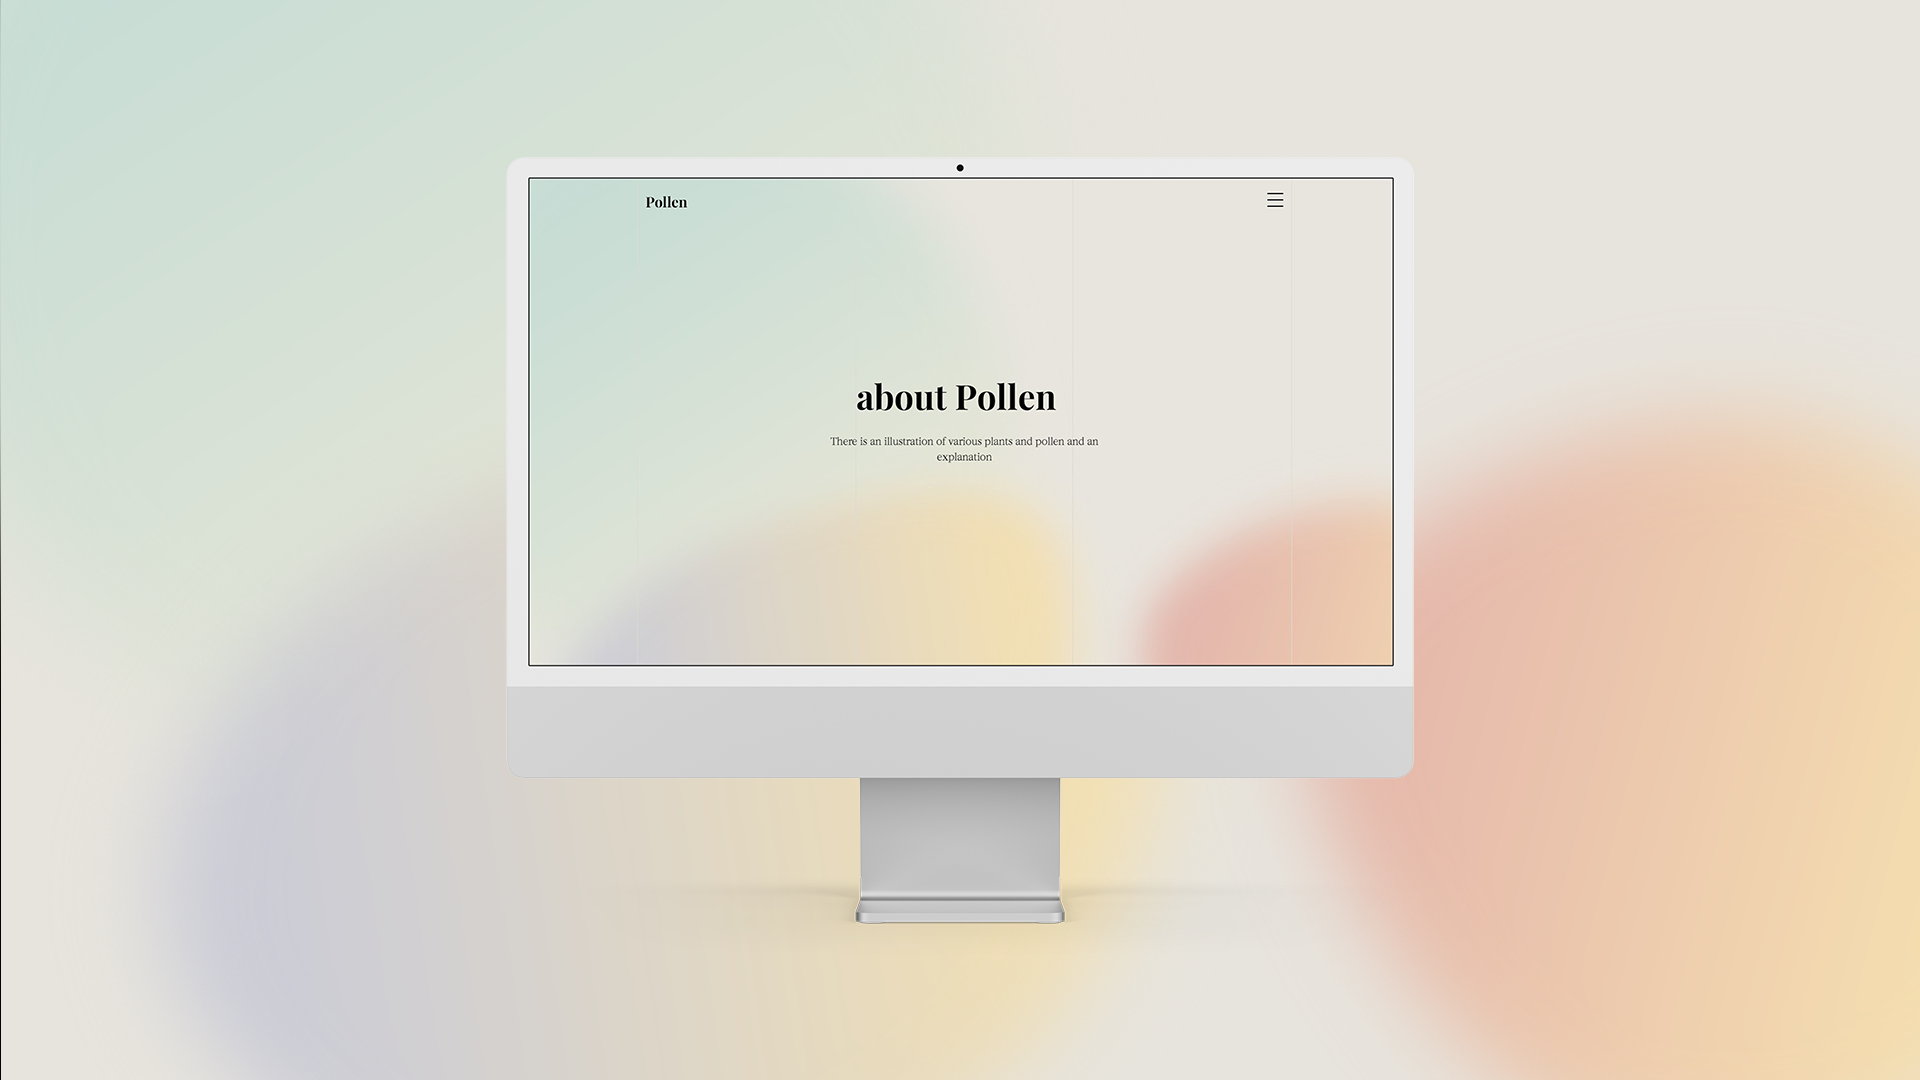 Pollen
about Pollen
There is an illustration of various plants and pollen and an
explanation